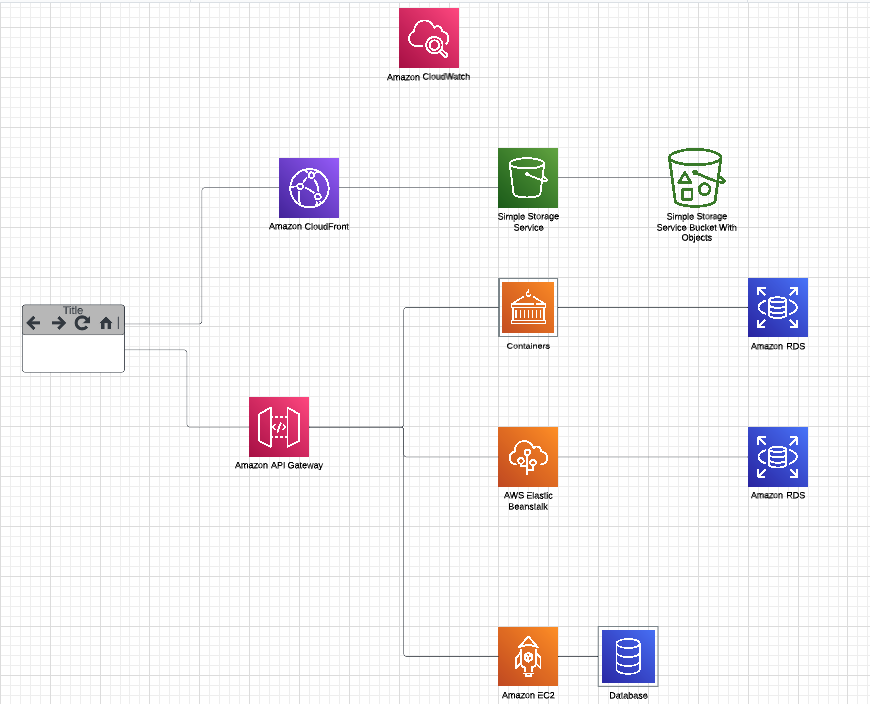 Amazon CloudWatch
Amazon CloudFront
Simple Storage
Service
Simple Storage
Service Bucket With
Objects
Title
Containers
Amazon RDS
Amazon API Gateway
AWS Elastic
Beanstalk
Amazon RDS
Amazon EC2
Database